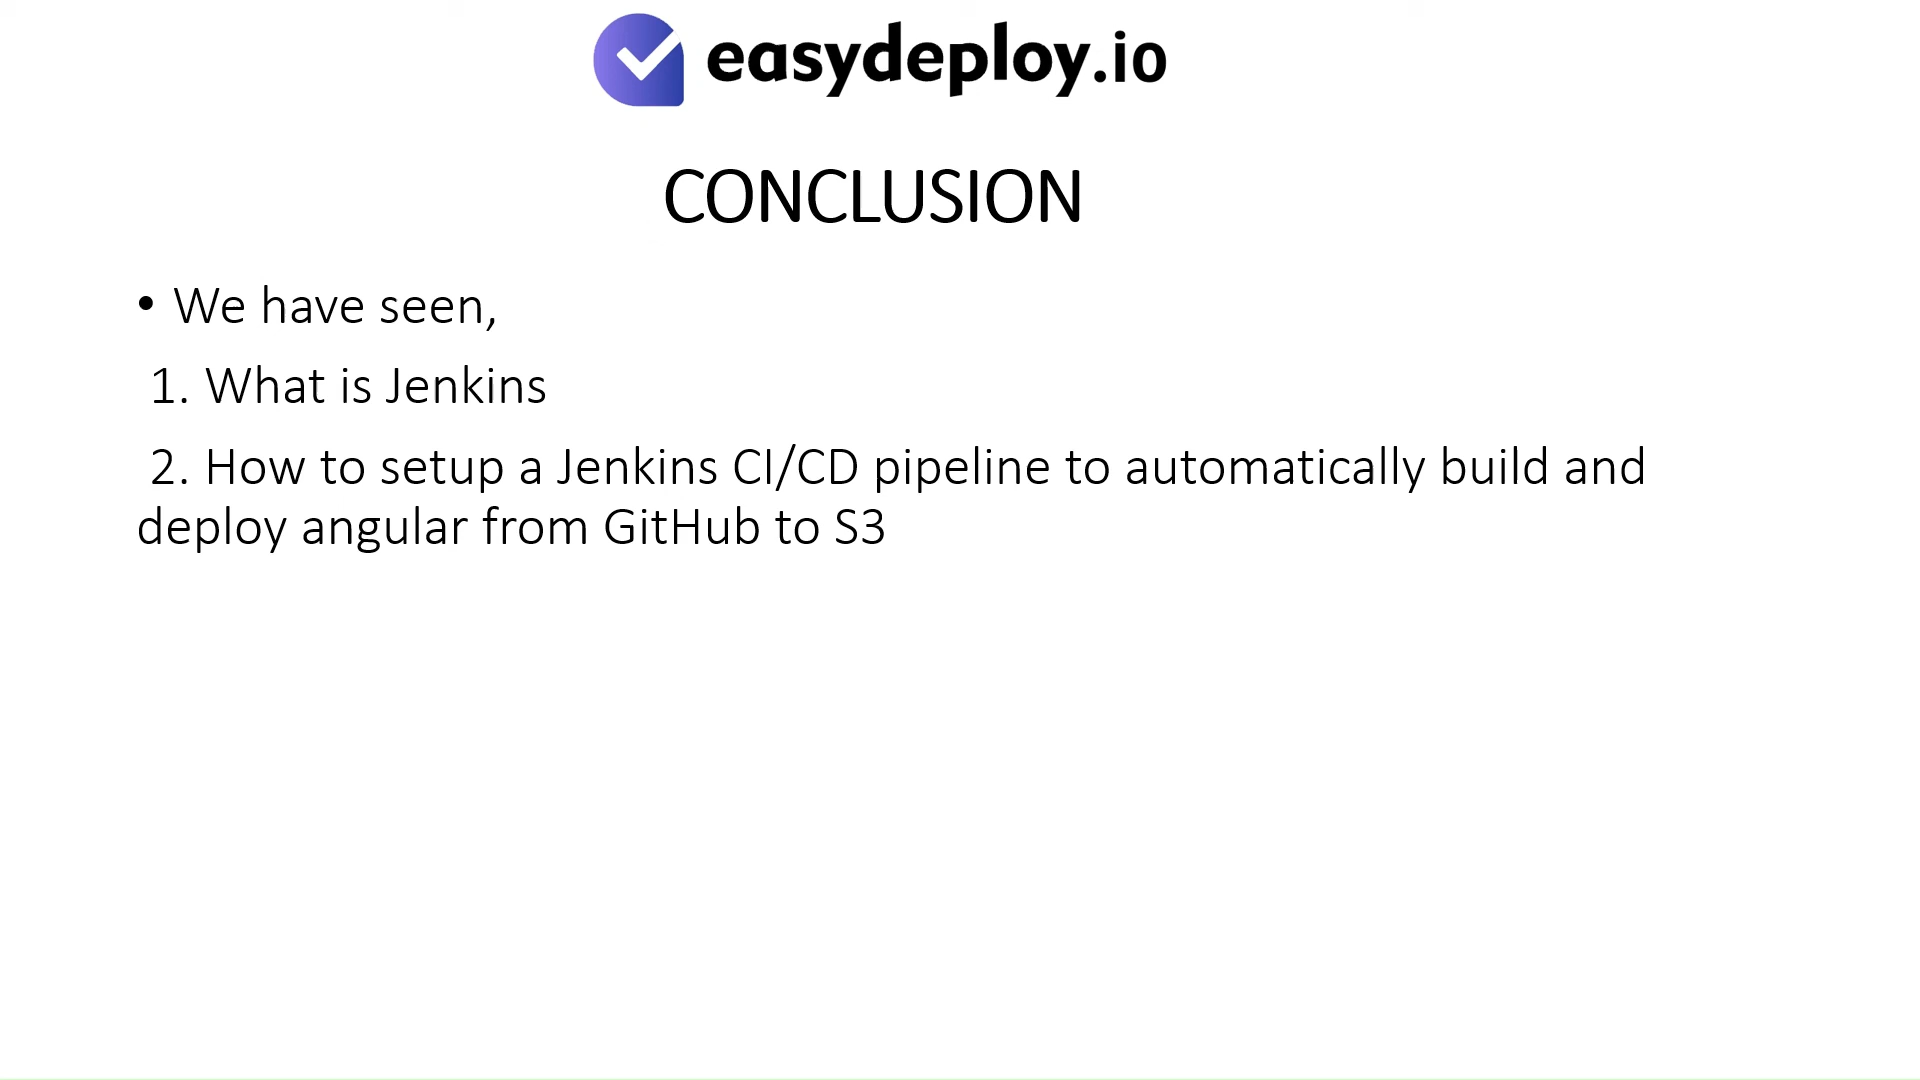 easydeploy.io
CONCLUSION
• We have seen,
1. What is Jenkins
2. How to setup a Jenkins CI/CD pipeline to automatically build and
deploy angular from GitHub to S3